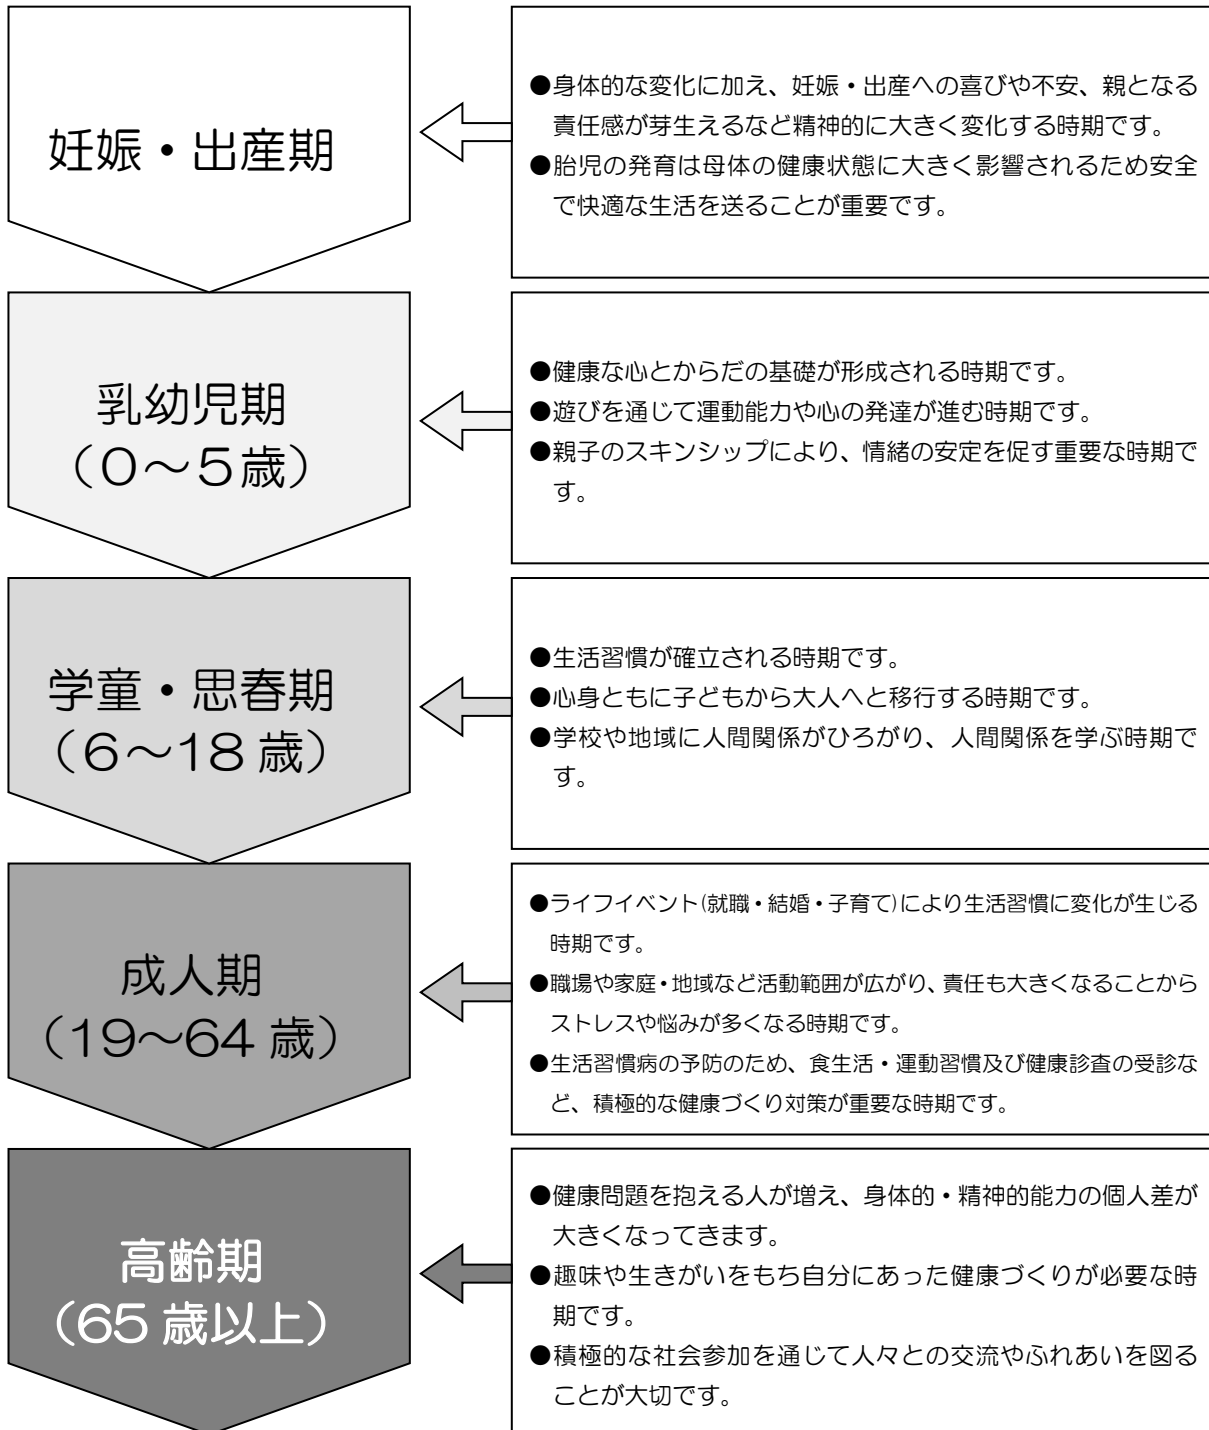 妊娠・出産期
●身体的な変化に加え、妊娠・出産への喜びや不安、親となる
責任感が芽生えるなど精神的に大きく変化する時期です。
●胎児の発育は母体の健康状態に大きく影響されるため安全
で快適な生活を送ることが重要です。
乳幼児期
（０～５歳）
●健康な心とからだの基礎が形成される時期です。
●遊びを通じて運動能力や心の発達が進む時期です。
●親子のスキンシップにより、情緒の安定を促す重要な時期で
す。
学童・思春期
（６～18 歳）
●生活習慣が確立される時期です。
●心身ともに子どもから大人へと移行する時期です。
●学校や地域に人間関係がひろがり、人間関係を学ぶ時期で
す。
成人期
（19～64 歳）
●ライフイベント(就職・結婚・子育て)により生活習慣に変化が生じる
時期です。
●職場や家庭・地域など活動範囲が広がり、責任も大きくなることから
ストレスや悩みが多くなる時期です。
●生活習慣病の予防のため、食生活・運動習慣及び健康診査の受診な
ど、積極的な健康づくり対策が重要な時期です。
高齢期
（65 歳以上）
●健康問題を抱える人が増え、身体的・精神的能力の個人差が
大きくなってきます。
●趣味や生きがいをもち自分にあった健康づくりが必要な時
期です。
●積極的な社会参加を通じて人々との交流やふれあいを図る
ことが大切です。